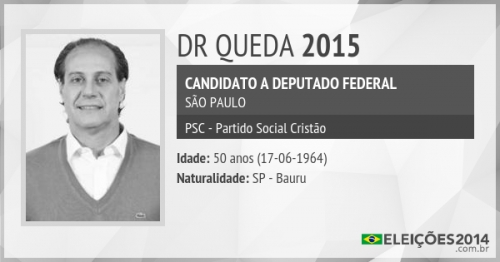 DR QUEDA 2015
CANDIDATO A DEPUTADO FEDERAL
SÃO PAULO
PSC - Partido Social Cristão
Idade: 50 anos (17-06-1964)
Naturalidade: SP - Bauru
ELEIÇÕES2014
.com.br